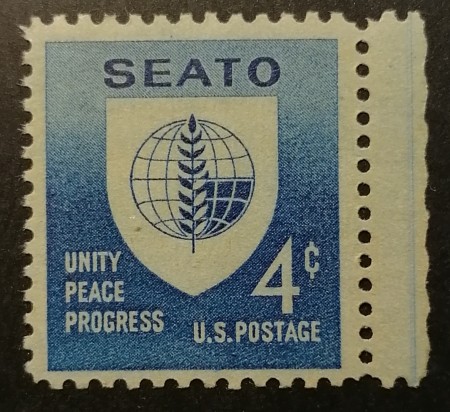 SEATO
UNITY
PEACE
PROGRESS
4¢
U.S. POSTAGE